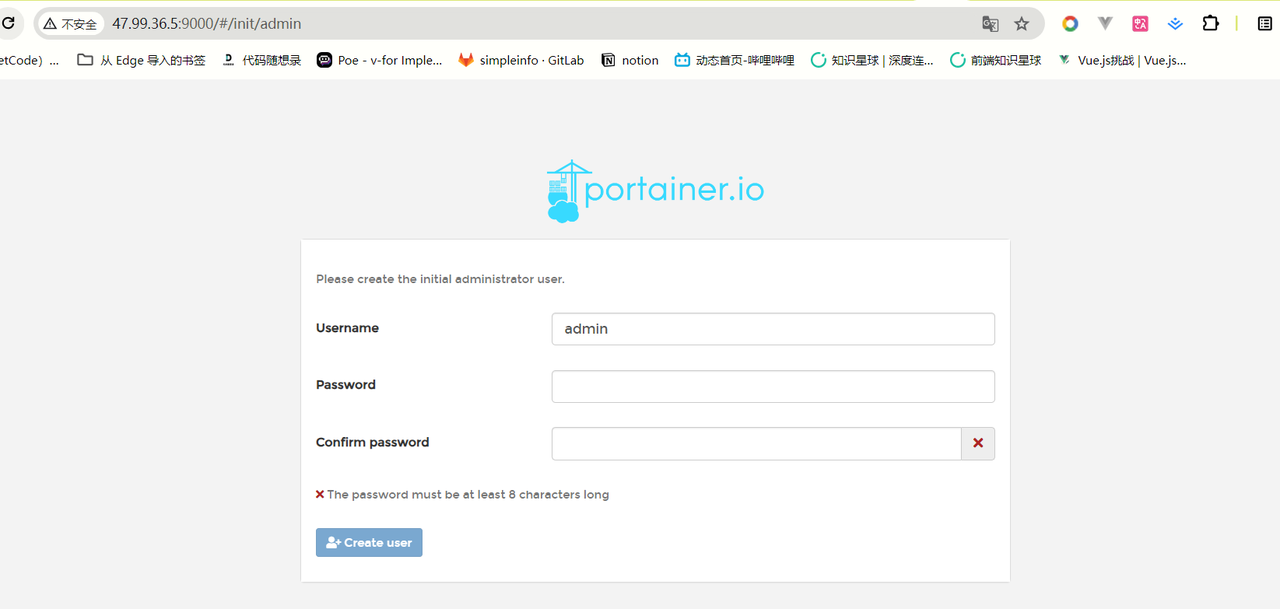 不安全 47.99.36.5:9000/#/init/admin
etCode) ... 从 Edge 导入的书签 代码随想录 Poe - v-for Imple... simpleinfo · GitLab notion 动态首页-哔哩哔哩 知识星球 | 深度连... 前端知识星球 Vue.js挑战 | Vue.js...
portainer.io
Please create the initial administrator user.
Username admin
Password
Confirm password
The password must be at least 8 characters long
Create user